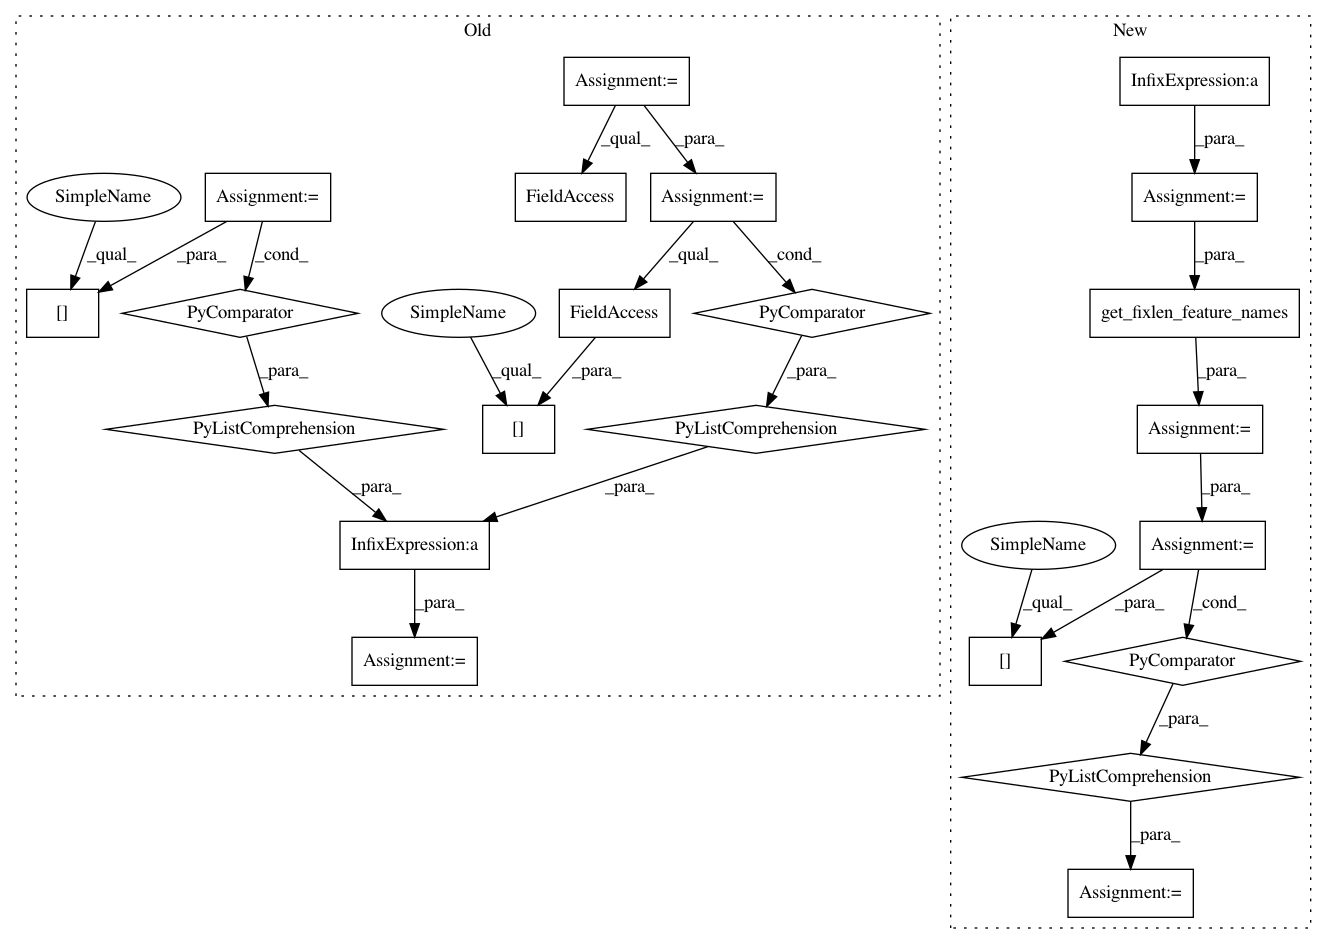 Old
New
Assignment:=
InfixExpression:a
_qual_
_para_
_para_
SimpleName
Assignment:=
FieldAccess
Assignment:=
Assignment:=
_qual_
_para_
_cond_
_qual_
_cond_
_para_
[]
PyComparator
SimpleName
FieldAccess
PyComparator
get_fixlen_feature_names
_para_
_qual_
_para_
_para_
_para_
PyListComprehension
[]
PyListComprehension
Assignment:=
_para_
_para_
_para_
InfixExpression:a
SimpleName
Assignment:=
_para_
_qual_
_para_
_cond_
Assignment:=
[]
PyComparator
_para_
PyListComprehension
_para_
Assignment:=